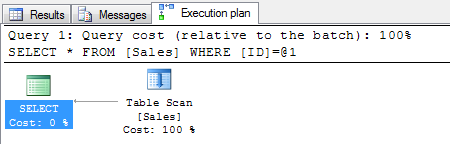 Results Messages Execution plan
Query 1: Query cost (relative to the batch): 100%
SELECT * FROM [Sales] WHERE [ID]=@1
SELECT
Cost: 0 %
Table Scan
[Sales]
Cost: 100 %